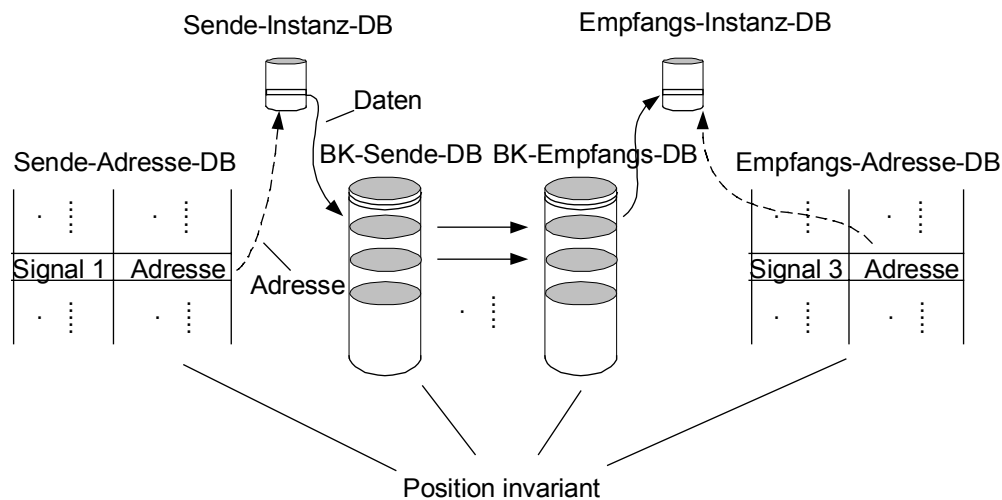 Sende-Instanz-DB
Empfangs-Instanz-DB
Daten
Sende-Adresse-DB
BK-Sende-DB
BK-Empfangs-DB
Empfangs-Adresse-DB
Signal 1
Adresse
Adresse
Signal 3
Adresse
Position invariant